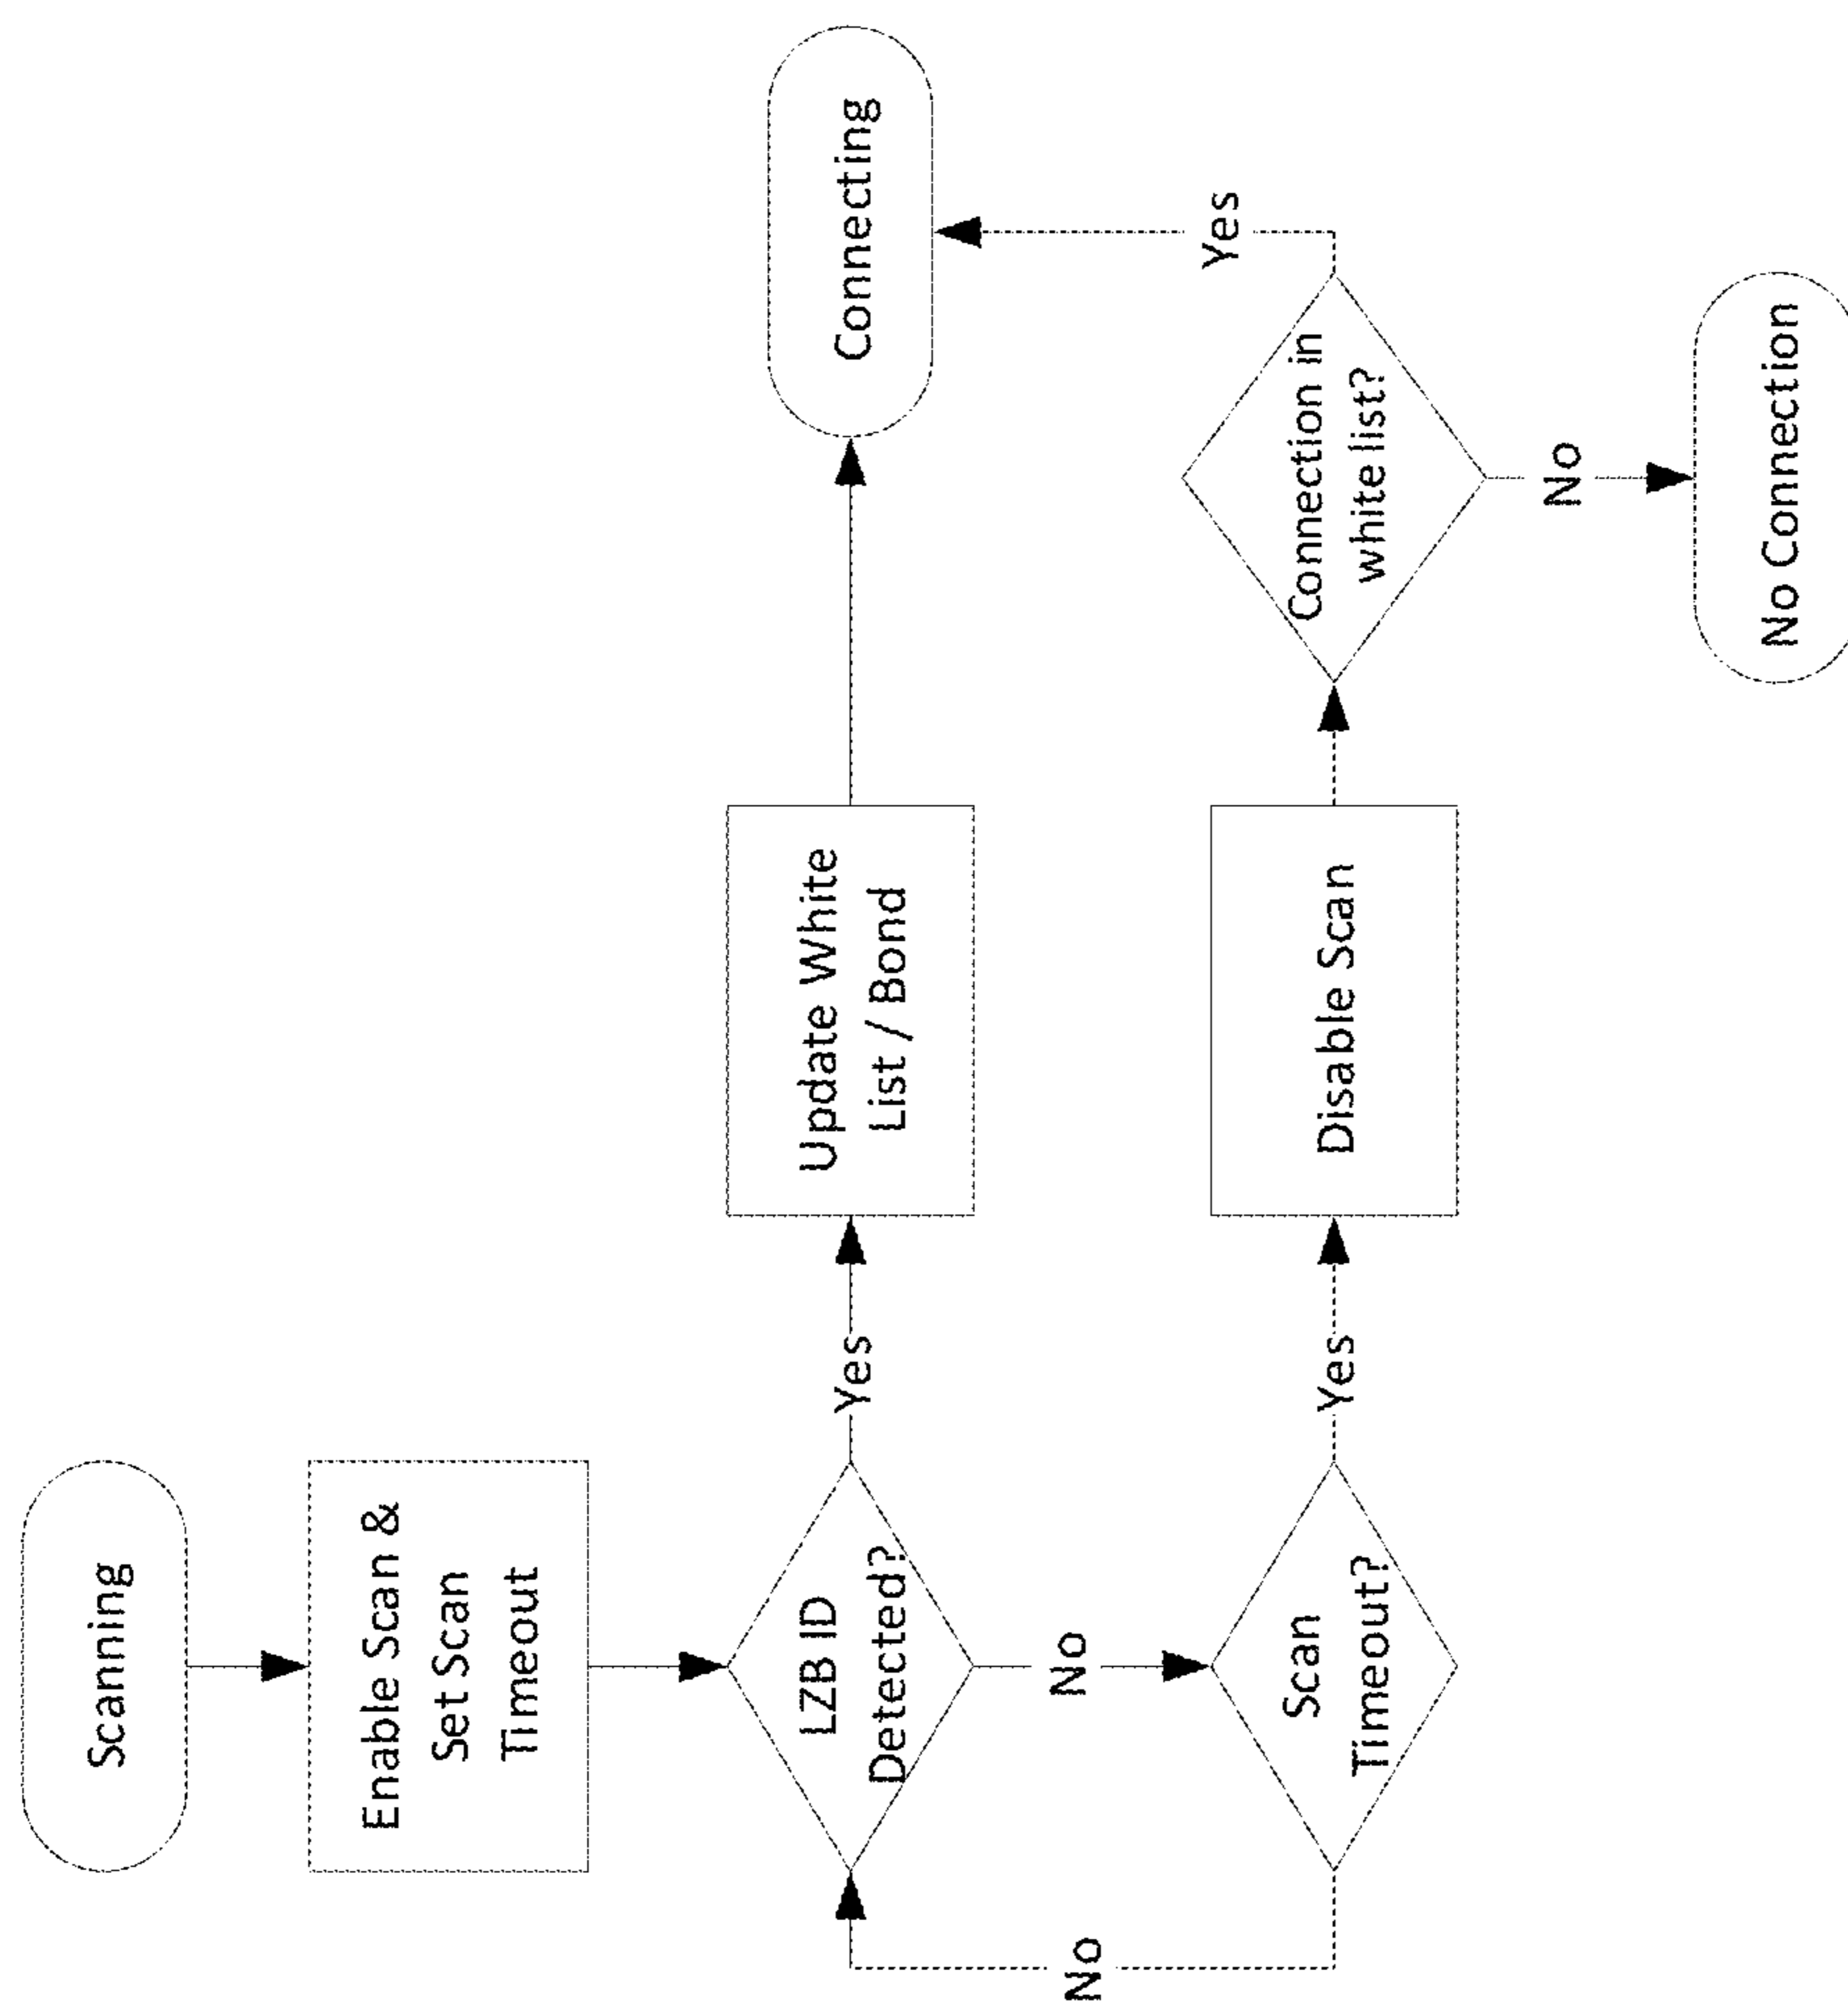 Scanning
Enable Scan &
Set Scan
Timeout
LZB ID
Detected?
Yes
Update White
List / Bond
Connecting
No
Scan
Timeout?
No
Yes
Disable Scan
Connection in
white list?
Yes
No
No Connection